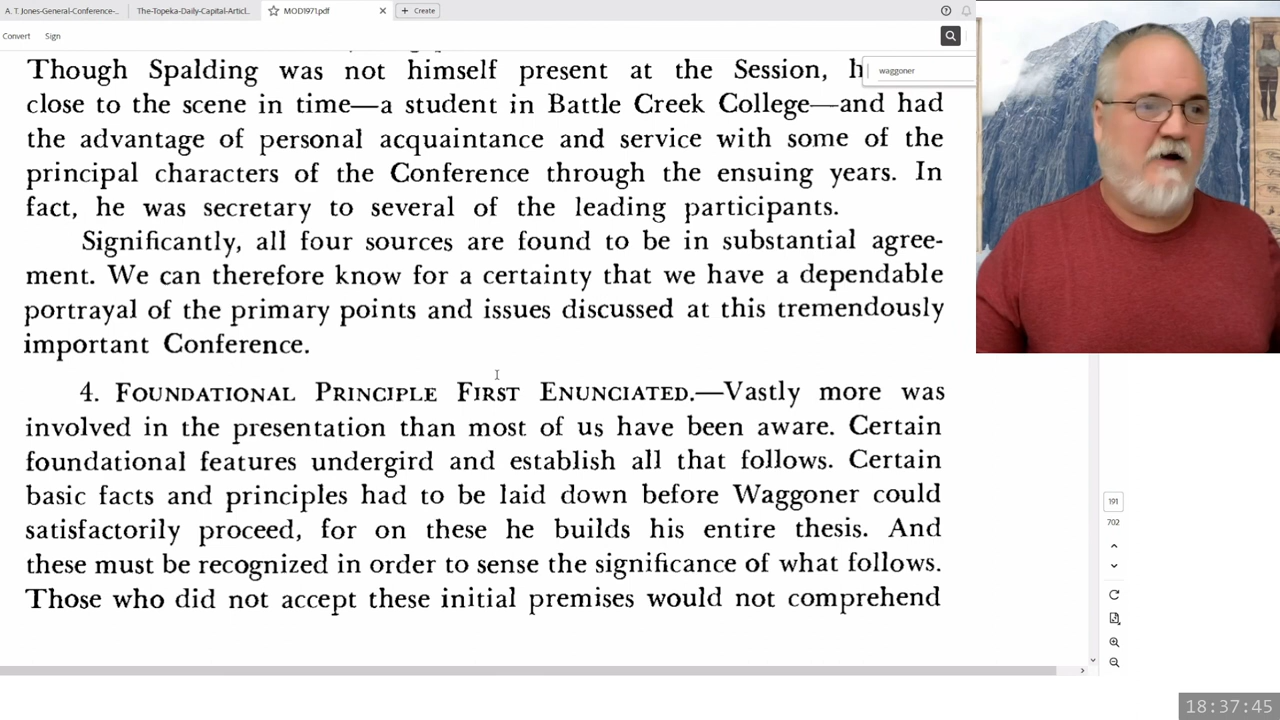 A. T. Jones-General-Conference-..
The-Topeka-Daily-Capital-Articl..
MOD1971.pdf
Create
Convert
Sign
waggoner
Though Spalding was not himself present at the Session, h
close to the scene in time—a student in Battle Creek College—and had
the advantage of personal acquaintance and service with some of the
principal characters of the Conference through the ensuing years. In
fact, he was secretary to several of the leading participants.
Significantly, all four sources are found to be in substantial agree-
ment. We can therefore know for a certainty that we have a dependable
portrayal of the primary points and issues discussed at this tremendously
important Conference.
4. Foundational Principle First Enunciated.—Vastly more was
involved in the presentation than most of us have been aware. Certain
foundational features undergird and establish all that follows. Certain
basic facts and principles had to be laid down before Waggoner could
satisfactorily proceed, for on these he builds his entire thesis. And
these must be recognized in order to sense the significance of what follows.
Those who did not accept these initial premises would not comprehend
191
702
18:37:45